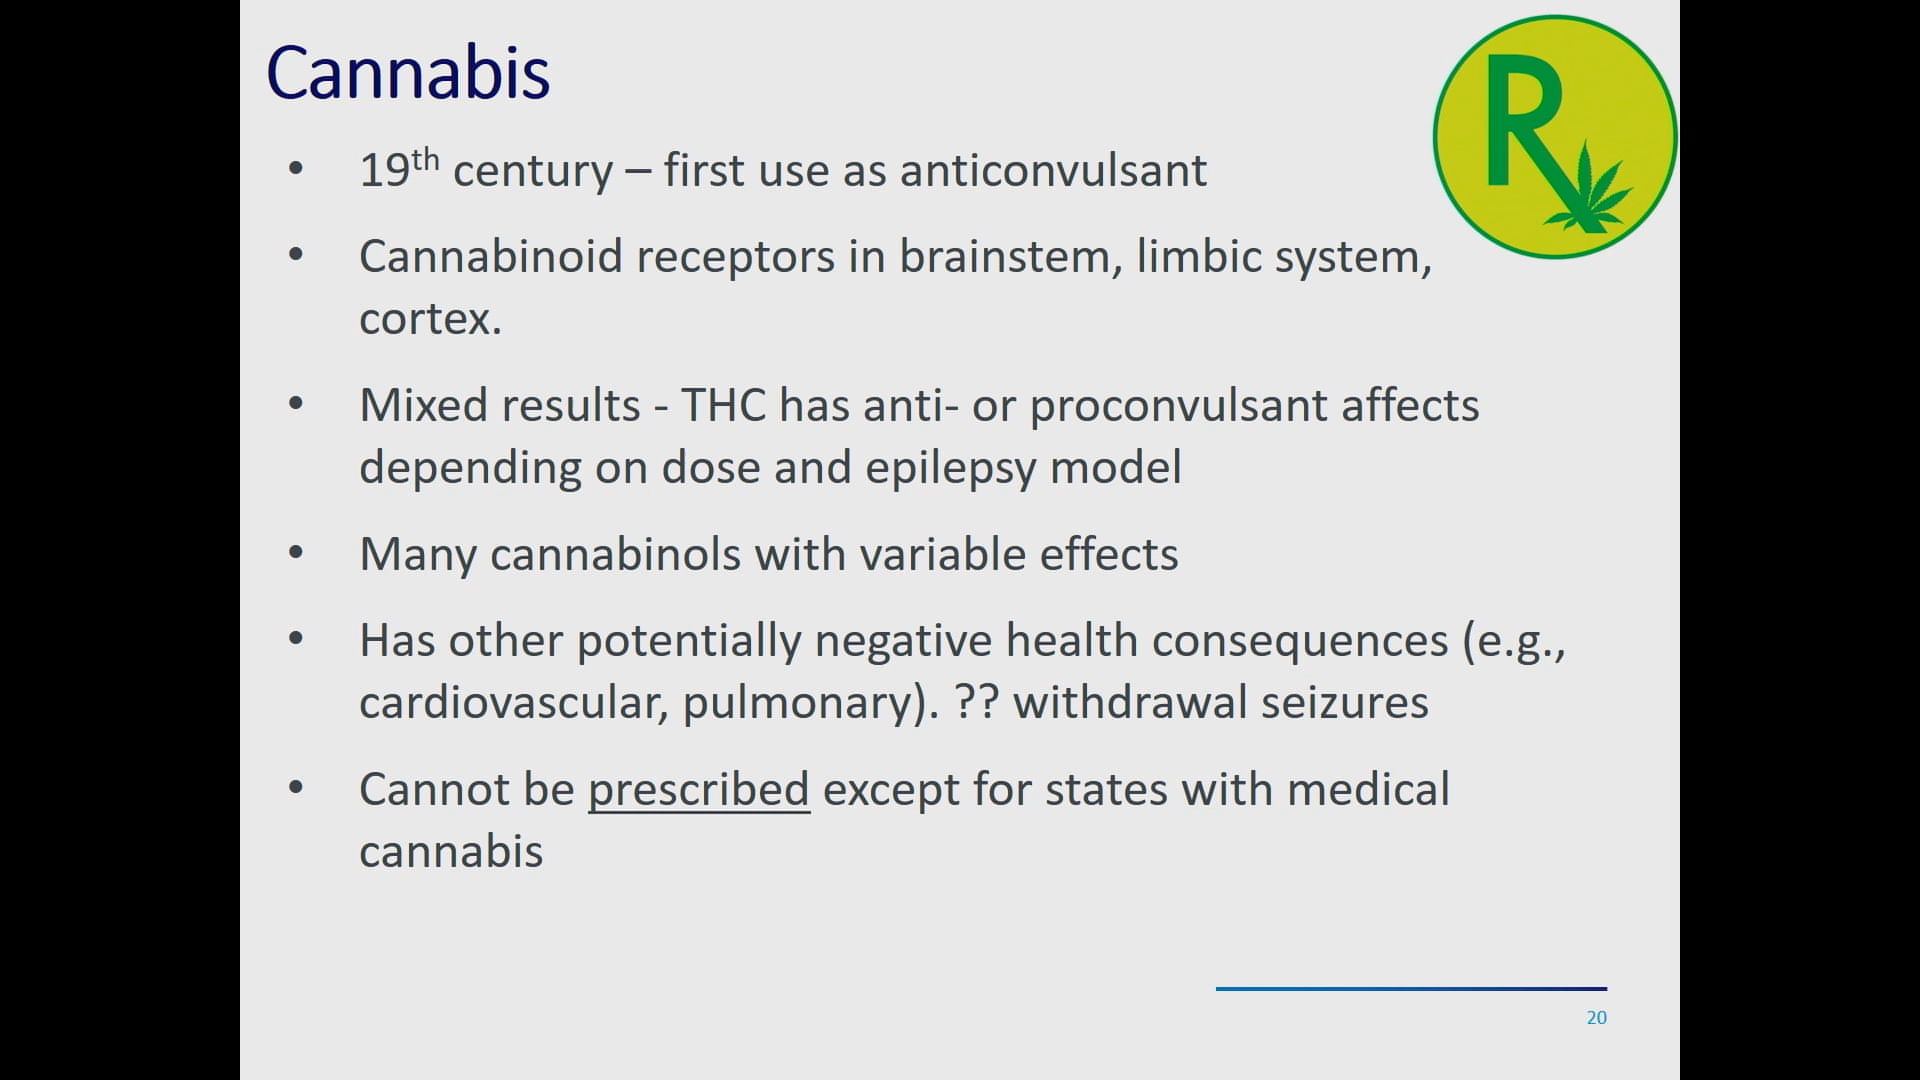 Cannabis
• 19th century – first use as anticonvulsant
• Cannabinoid receptors in brainstem, limbic system,
cortex.
• Mixed results - THC has anti- or proconvulsant affects
depending on dose and epilepsy model
• Many cannabinols with variable effects
• Has other potentially negative health consequences (e.g.,
cardiovascular, pulmonary). ?? withdrawal seizures
• Cannot be prescribed except for states with medical
cannabis
Rx
20